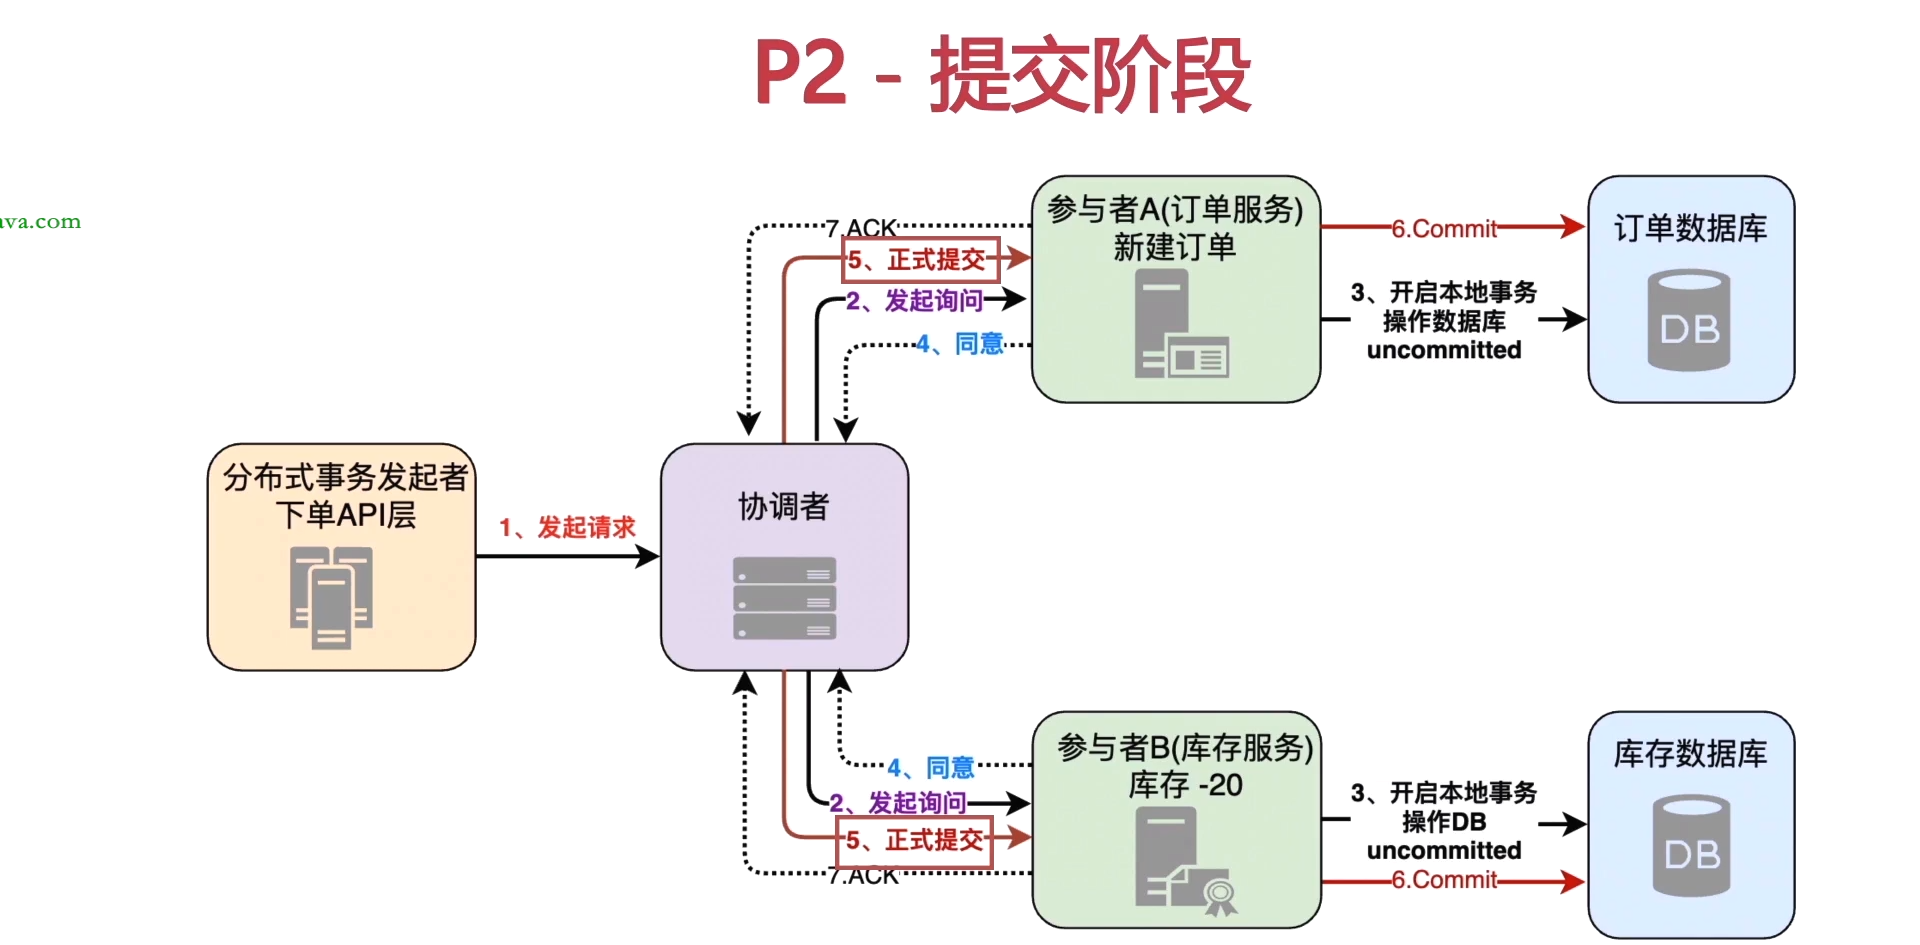 P2 - 提交阶段
ava.com
参与者A(订单服务)
新建订单
7.ACK
5、正式提交
2、发起询问
4、同意
6.Commit
3、开启本地事务
操作数据库
uncommitted
订单数据库
DB
分布式事务发起者
下单API层
1、发起请求
协调者
参与者B(库存服务)
库存 -20
4、同意
2、发起询问
5、正式提交
7.ACK
3、开启本地事务
操作DB
uncommitted
6.Commit
库存数据库
DB